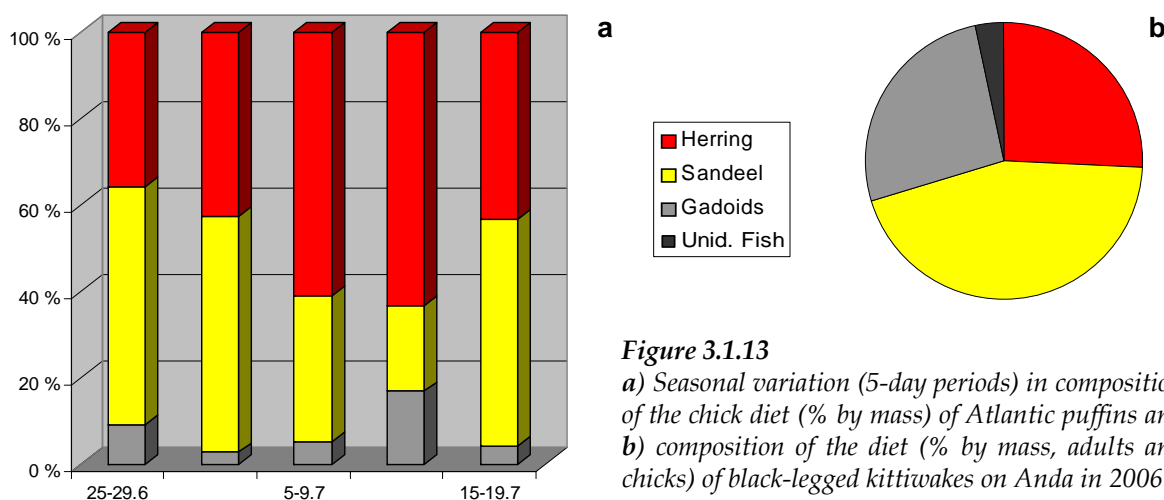 100 %
80 %
60 %
40 %
20 %
0 %
25-29.6
5-9.7
15-19.7
a
Herring
Sandeel
Gadoids
Unid. Fish
b
Figure 3.1.13
a) Seasonal variation (5-day periods) in compositio
of the chick diet (% by mass) of Atlantic puffins an
b) composition of the diet (% by mass, adults an
chicks) of black-legged kittiwakes on Anda in 2006